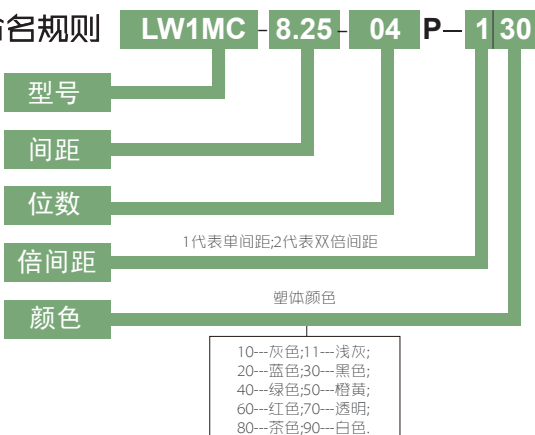 命名规则 LW1MC - 8.25 - 04 P— 1 30
型号
间距
位数
倍间距
1代表单间距;2代表双倍间距
颜色
塑体颜色
10---灰色;11---浅灰;
20---蓝色;30---黑色;
40---绿色;50---橙黄;
60---红色;70---透明;
80---茶色;90---白色.